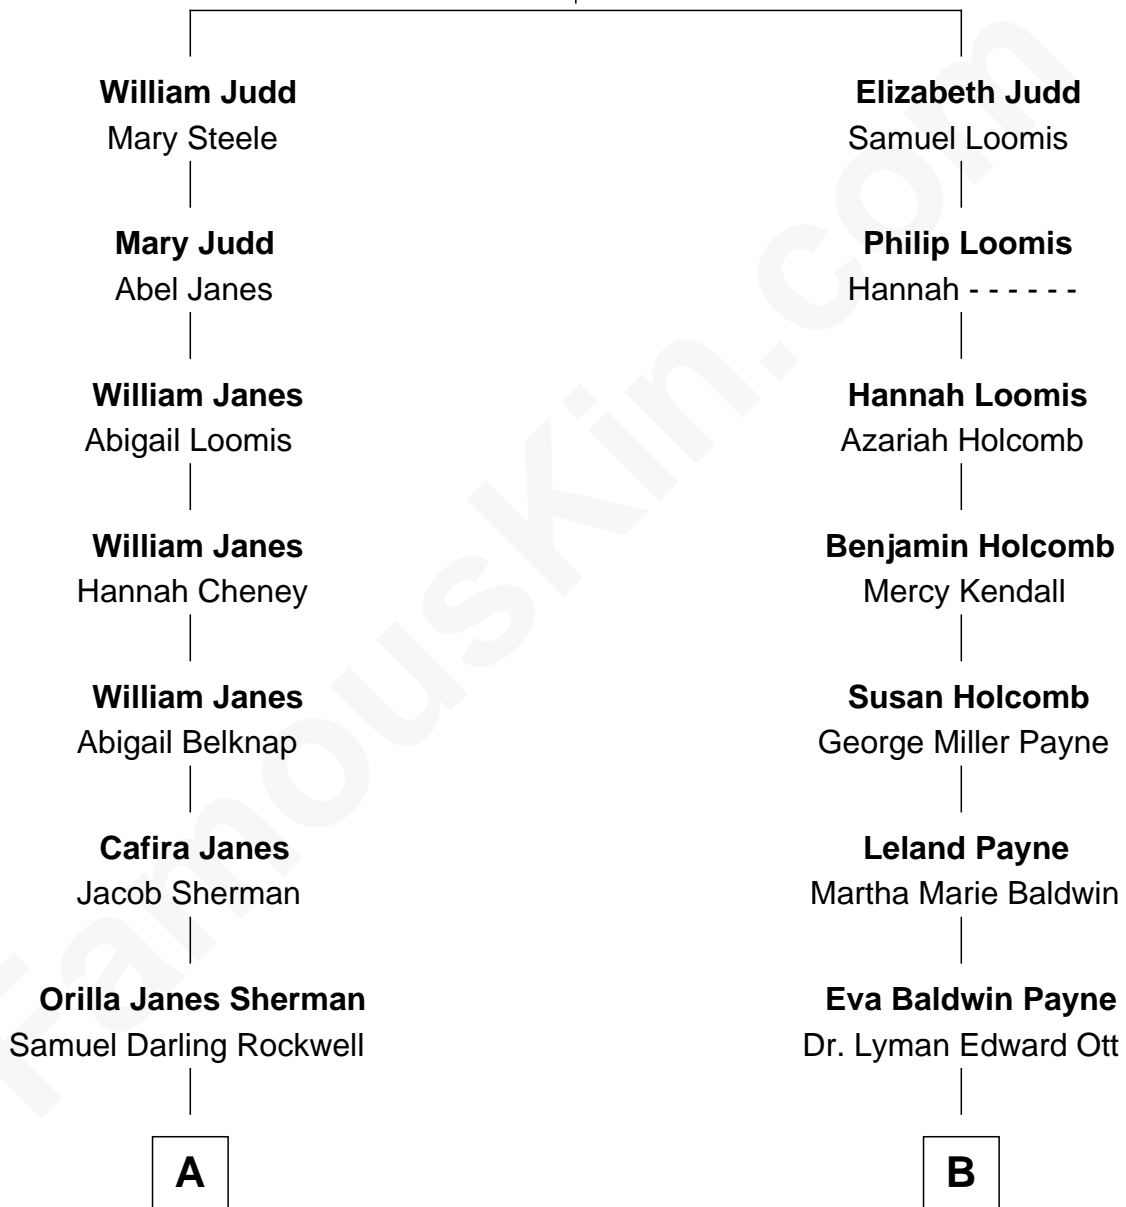 William Judd
Mary Steele
Mary Judd
Abel Janes
William Janes
Abigail Loomis
William Janes
Hannah Cheney
William Janes
Abigail Belknap
Cafira Janes
Jacob Sherman
Orilla Janes Sherman
Samuel Darling Rockwell
A
Elizabeth Judd
Samuel Loomis
Philip Loomis
Hannah - - - - - -
Hannah Loomis
Azariah Holcomb
Benjamin Holcomb
Mercy Kendall
Susan Holcomb
George Miller Payne
Leland Payne
Martha Marie Baldwin
Eva Baldwin Payne
Dr. Lyman Edward Ott
B
FamousKin.com